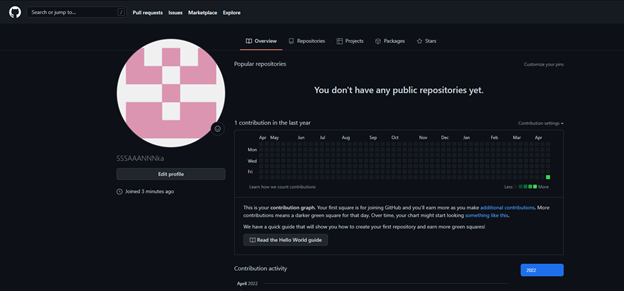 Search or jump to... /
Pull requests Issues Marketplace Explore
Overview Repositories Projects Packages Stars
Popular repositories Customize your pins
You don't have any public repositories yet.
1 contribution in the last year Contribution settings
Apr May Jun Jul Aug Sep Oct Nov Dec Jan Feb Mar Apr
Mon
Wed
Fri
Learn how we count contributions Less More
SSSAAANNNka
Edit profile
Joined 3 minutes ago
This is your contribution graph. Your first square is for joining GitHub and you'll earn more as you make additional contributions. More
contributions means a darker green square for that day. Over time, your chart might start looking something like this.
We have a quick guide that will show you how to create your first repository and earn more green squares!
Read the Hello World guide
Contribution activity 2022
April 2022